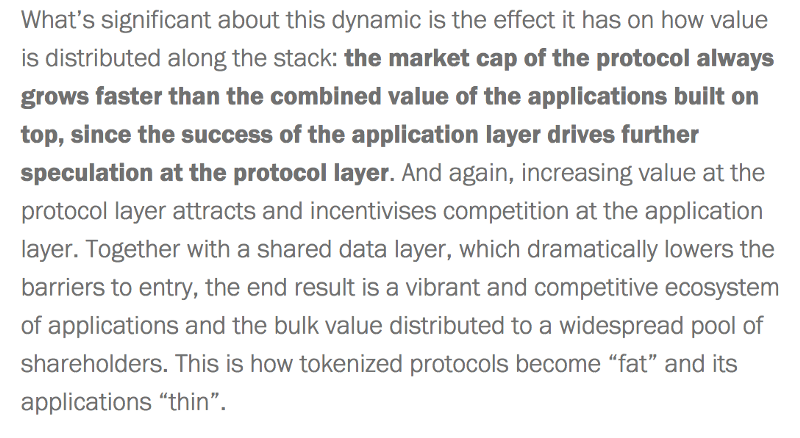 What’s significant about this dynamic is the effect it has on how value
is distributed along the stack: the market cap of the protocol always
grows faster than the combined value of the applications built on
top, since the success of the application layer drives further
speculation at the protocol layer. And again, increasing value at the
protocol layer attracts and incentivises competition at the application
layer. Together with a shared data layer, which dramatically lowers the
barriers to entry, the end result is a vibrant and competitive ecosystem
of applications and the bulk value distributed to a widespread pool of
shareholders. This is how tokenized protocols become “fat” and its
applications “thin”.